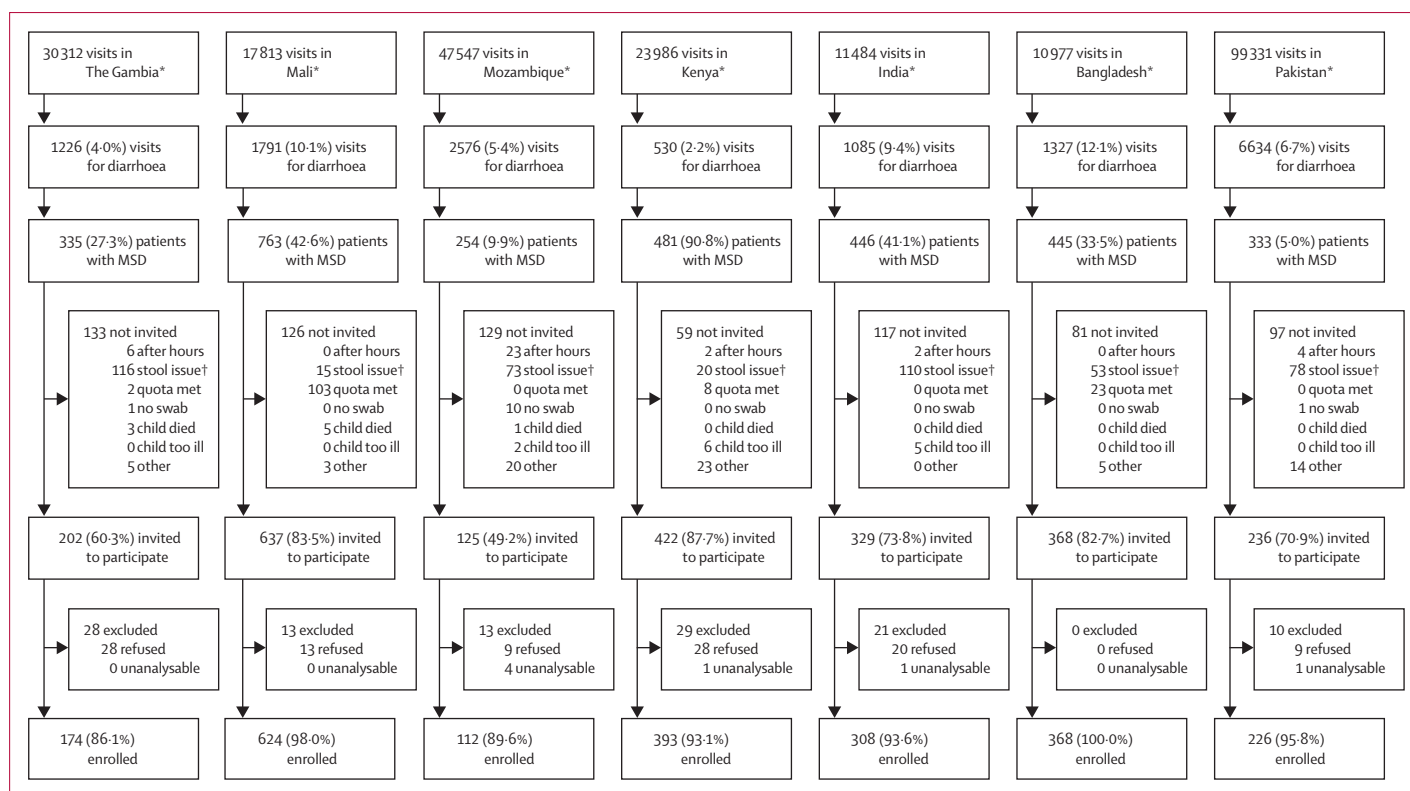 30 312 visits in
The Gambia*
1226 (4·0%) visits
for diarrhoea
335 (27·3%) patients
with MSD
133 not invited
6 after hours
116 stool issue†
2 quota met
1 no swab
3 child died
0 child too ill
5 other
202 (60·3%) invited
to participate
28 excluded
28 refused
0 unanalysable
174 (86·1%)
enrolled
17 813 visits in
Mali*
1791 (10·1%) visits
for diarrhoea
763 (42·6%) patients
with MSD
126 not invited
0 after hours
15 stool issue†
103 quota met
0 no swab
5 child died
0 child too ill
3 other
637 (83·5%) invited
to participate
13 excluded
13 refused
0 unanalysable
624 (98·0%)
enrolled
47 547 visits in
Mozambique*
2576 (5·4%) visits
for diarrhoea
254 (9·9%) patients
with MSD
129 not invited
23 after hours
73 stool issue†
0 quota met
10 no swab
1 child died
2 child too ill
20 other
125 (49·2%) invited
to participate
13 excluded
9 refused
4 unanalysable
112 (89·6%)
enrolled
23 986 visits in
Kenya*
530 (2·2%) visits
for diarrhoea
481 (90·8%) patients
with MSD
59 not invited
2 after hours
20 stool issue†
8 quota met
0 no swab
0 child died
6 child too ill
23 other
422 (87·7%) invited
to participate
29 excluded
28 refused
1 unanalysable
393 (93·1%)
enrolled
11 484 visits in
India*
1085 (9·4%) visits
for diarrhoea
446 (41·1%) patients
with MSD
117 not invited
2 after hours
110 stool issue†
0 quota met
0 no swab
0 child died
5 child too ill
0 other
329 (73·8%) invited
to participate
21 excluded
20 refused
1 unanalysable
308 (93·6%)
enrolled
10 977 visits in
Bangladesh*
1327 (12·1%) visits
for diarrhoea
445 (33·5%) patients
with MSD
81 not invited
0 after hours
53 stool issue†
23 quota met
0 no swab
0 child died
0 child too ill
5 other
368 (82·7%) invited
to participate
0 excluded
0 refused
0 unanalysable
368 (100·0%)
enrolled
99 331 visits in
Pakistan*
6634 (6·7%) visits
for diarrhoea
333 (5·0%) patients
with MSD
97 not invited
4 after hours
78 stool issue†
0 quota met
1 no swab
0 child died
0 child too ill
14 other
236 (70·9%) invited
to participate
10 excluded
9 refused
1 unanalysable
226 (95·8%)
enrolled